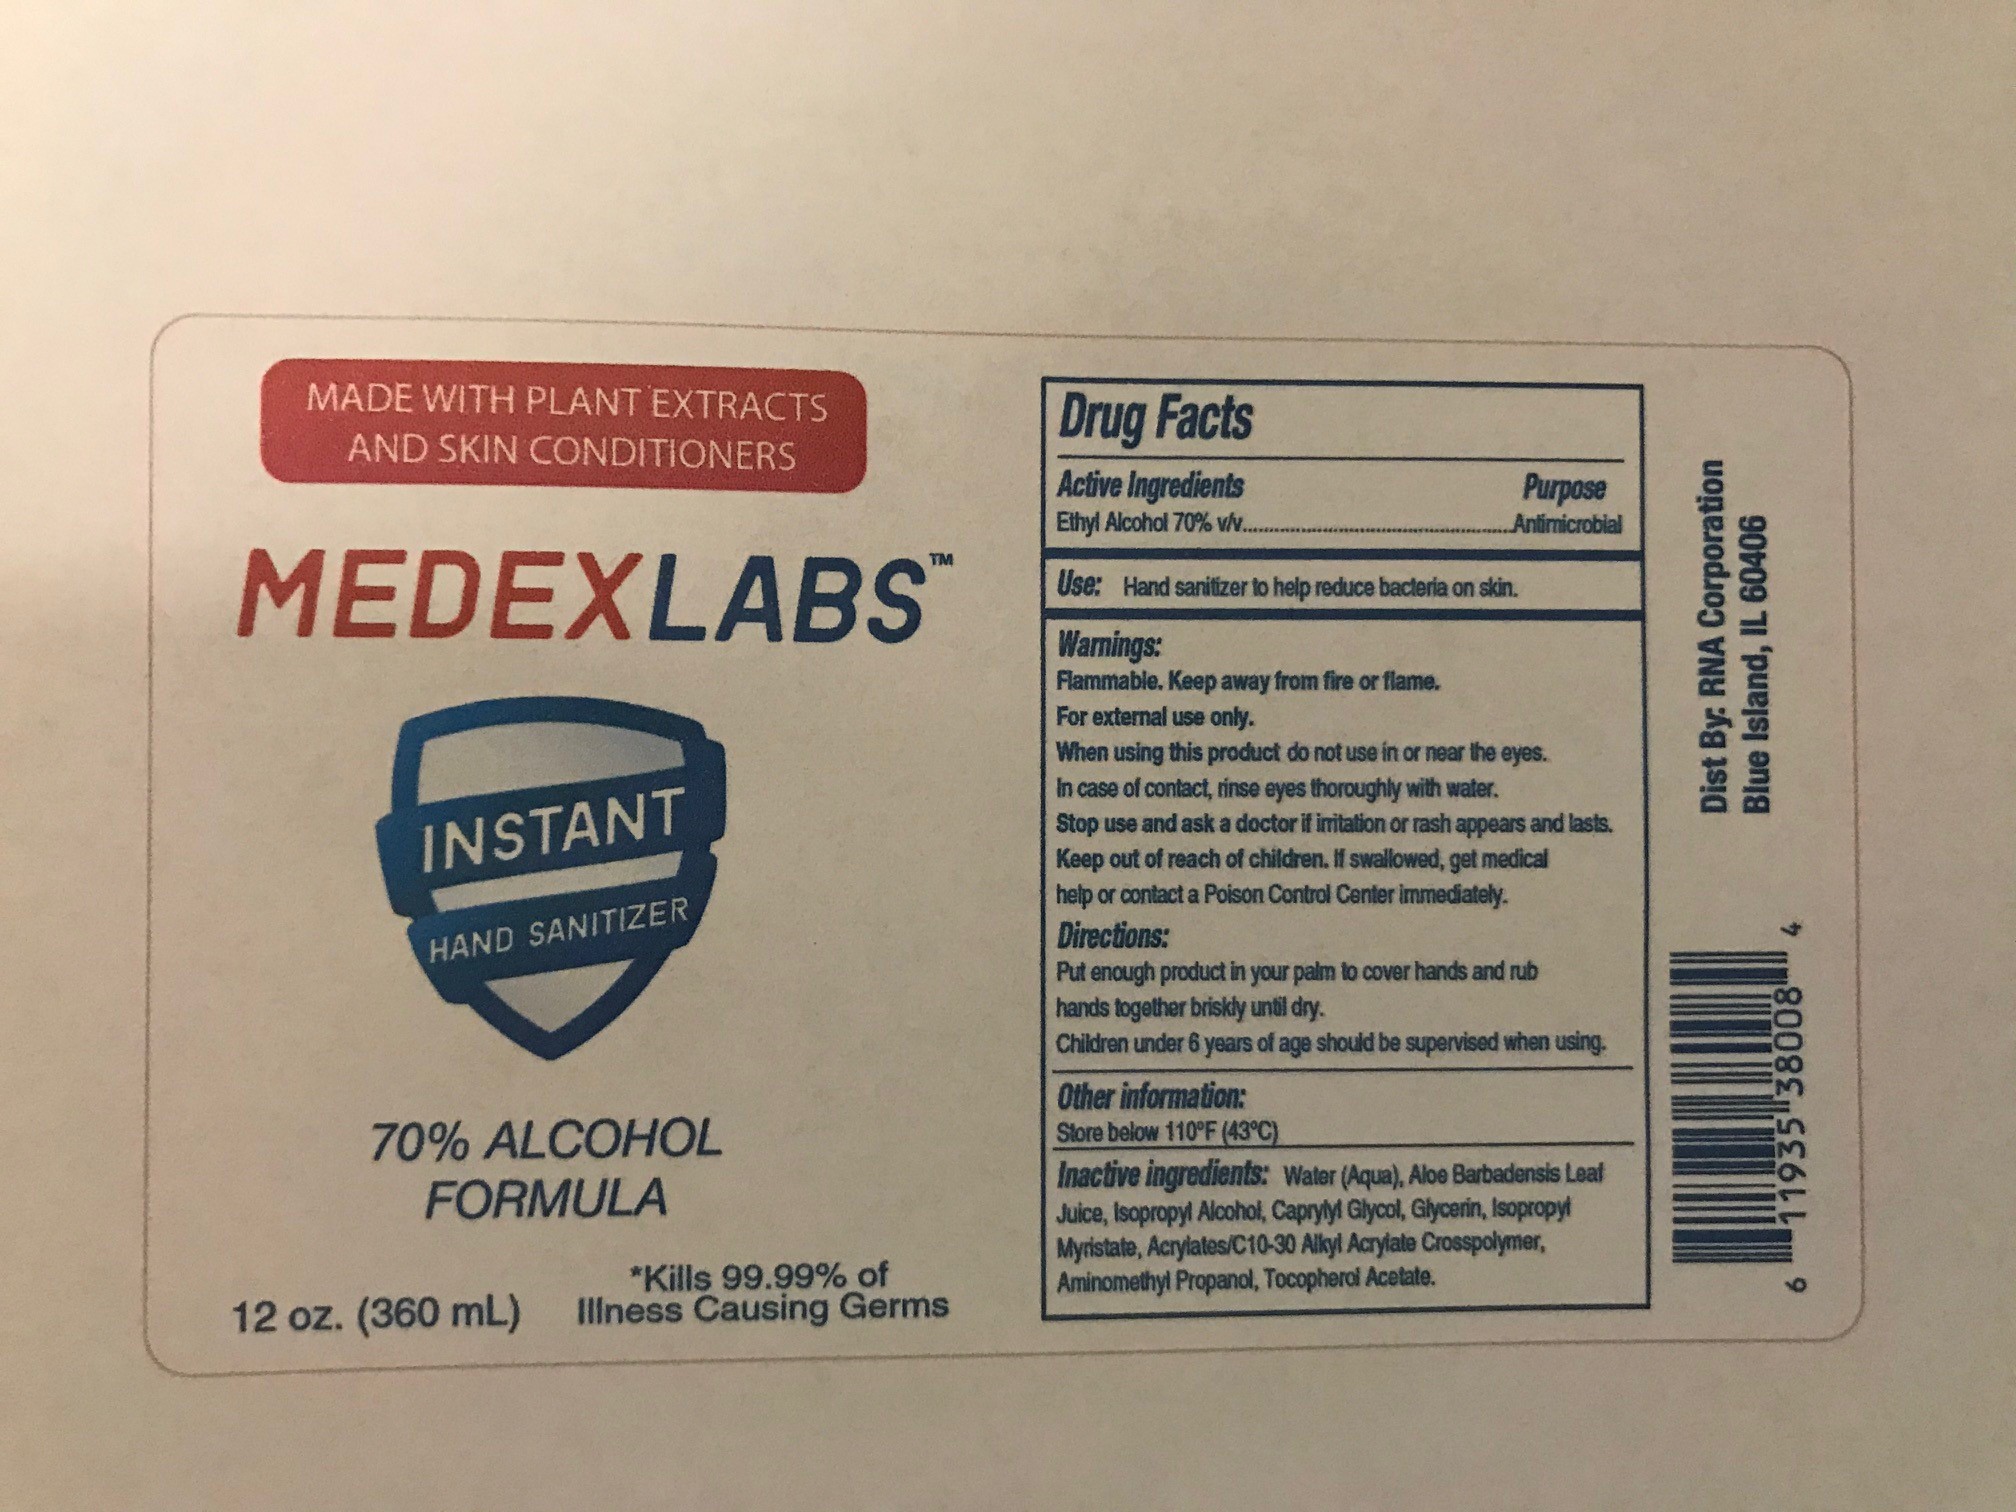 MADE WITH PLANT EXTRACTS
AND SKIN CONDITIONERS
MEDEXLABS™
INSTANT
HAND SANITIZER
70% ALCOHOL
FORMULA
12 oz. (360 mL)
*Kills 99.99% of
Illness Causing Germs
Drug Facts
Active Ingredients Purpose
Ethyl Alcohol 70% v/v..........................................Antimicrobial
Use: Hand sanitizer to help reduce bacteria on skin.
Warnings:
Flammable. Keep away from fire or flame.
For external use only.
When using this product do not use in or near the eyes.
In case of contact, rinse eyes thoroughly with water.
Stop use and ask a doctor if irritation or rash appears and lasts.
Keep out of reach of children. If swallowed, get medical
help or contact a Poison Control Center immediately.
Directions:
Put enough product in your palm to cover hands and rub
hands together briskly until dry.
Children under 6 years of age should be supervised when using.
Other information:
Store below 110°F (43°C)
Inactive ingredients: Water (Aqua), Aloe Barbadensis Leaf
Juice, Isopropyl Alcohol, Caprylyl Glycol, Glycerin, Isopropyl
Myristate, Acrylates/C10-30 Alkyl Acrylate Crosspolymer,
Aminomethyl Propanol, Tocopherol Acetate.
Dist By: RNA Corporation
Blue Island, IL 60406
6 11935 38008 4